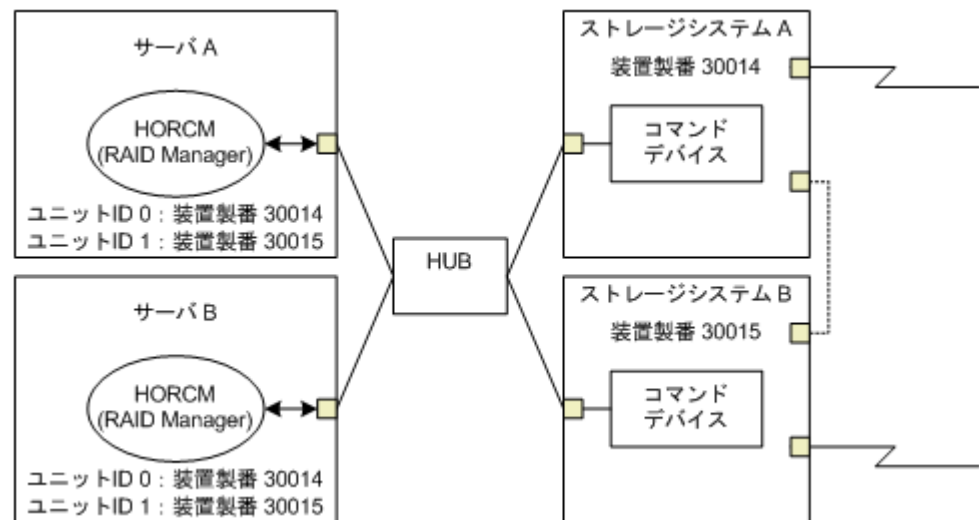 サーバ A
HORCM
(RAID Manager)
ユニットID 0 : 装置製番 30014
ユニットID 1 : 装置製番 30015
サーバ B
HORCM
(RAID Manager)
ユニットID 0 : 装置製番 30014
ユニットID 1 : 装置製番 30015
HUB
ストレージシステム A
装置製番 30014
コマンド
デバイス
ストレージシステム B
装置製番 30015
コマンド
デバイス